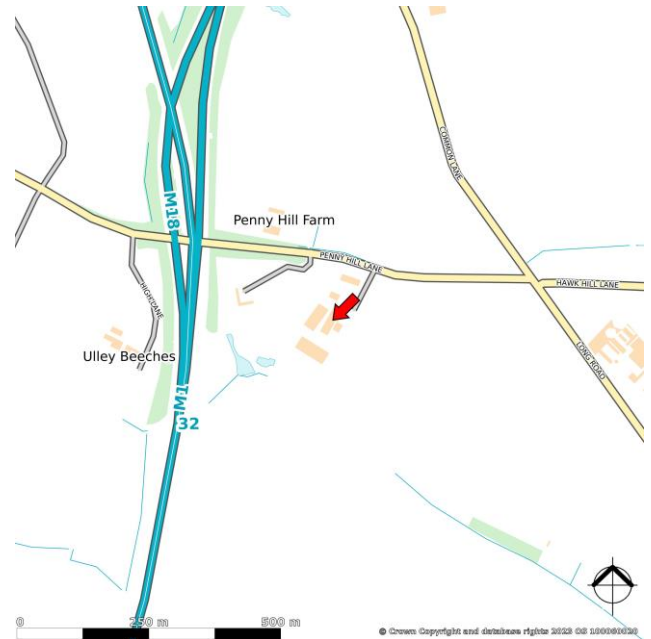 COMMON LANE
M18
Penny Hill Farm
PENNY HILL LANE
HAWK HILL LANE
HIGH LANE
Ulley Beeches
LONG ROAD
M1
32
0
250 m
500 m
© Crown Copyright and database rights 2023 OS 100060020